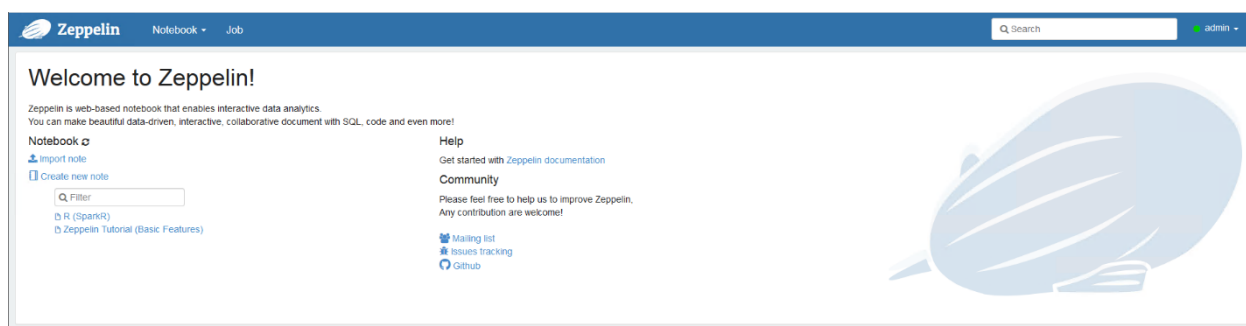 Zeppelin Notebook Job Search admin
Welcome to Zeppelin!
Zeppelin is web-based notebook that enables interactive data analytics.
You can make beautiful data-driven, interactive, collaborative document with SQL, code and even more!
Notebook
Import note
Create new note
Filter
R (SparkR)
Zeppelin Tutorial (Basic Features)
Help
Get started with Zeppelin documentation
Community
Please feel free to help us to improve Zeppelin,
Any contribution are welcome!
Mailing list
Issues tracking
Github